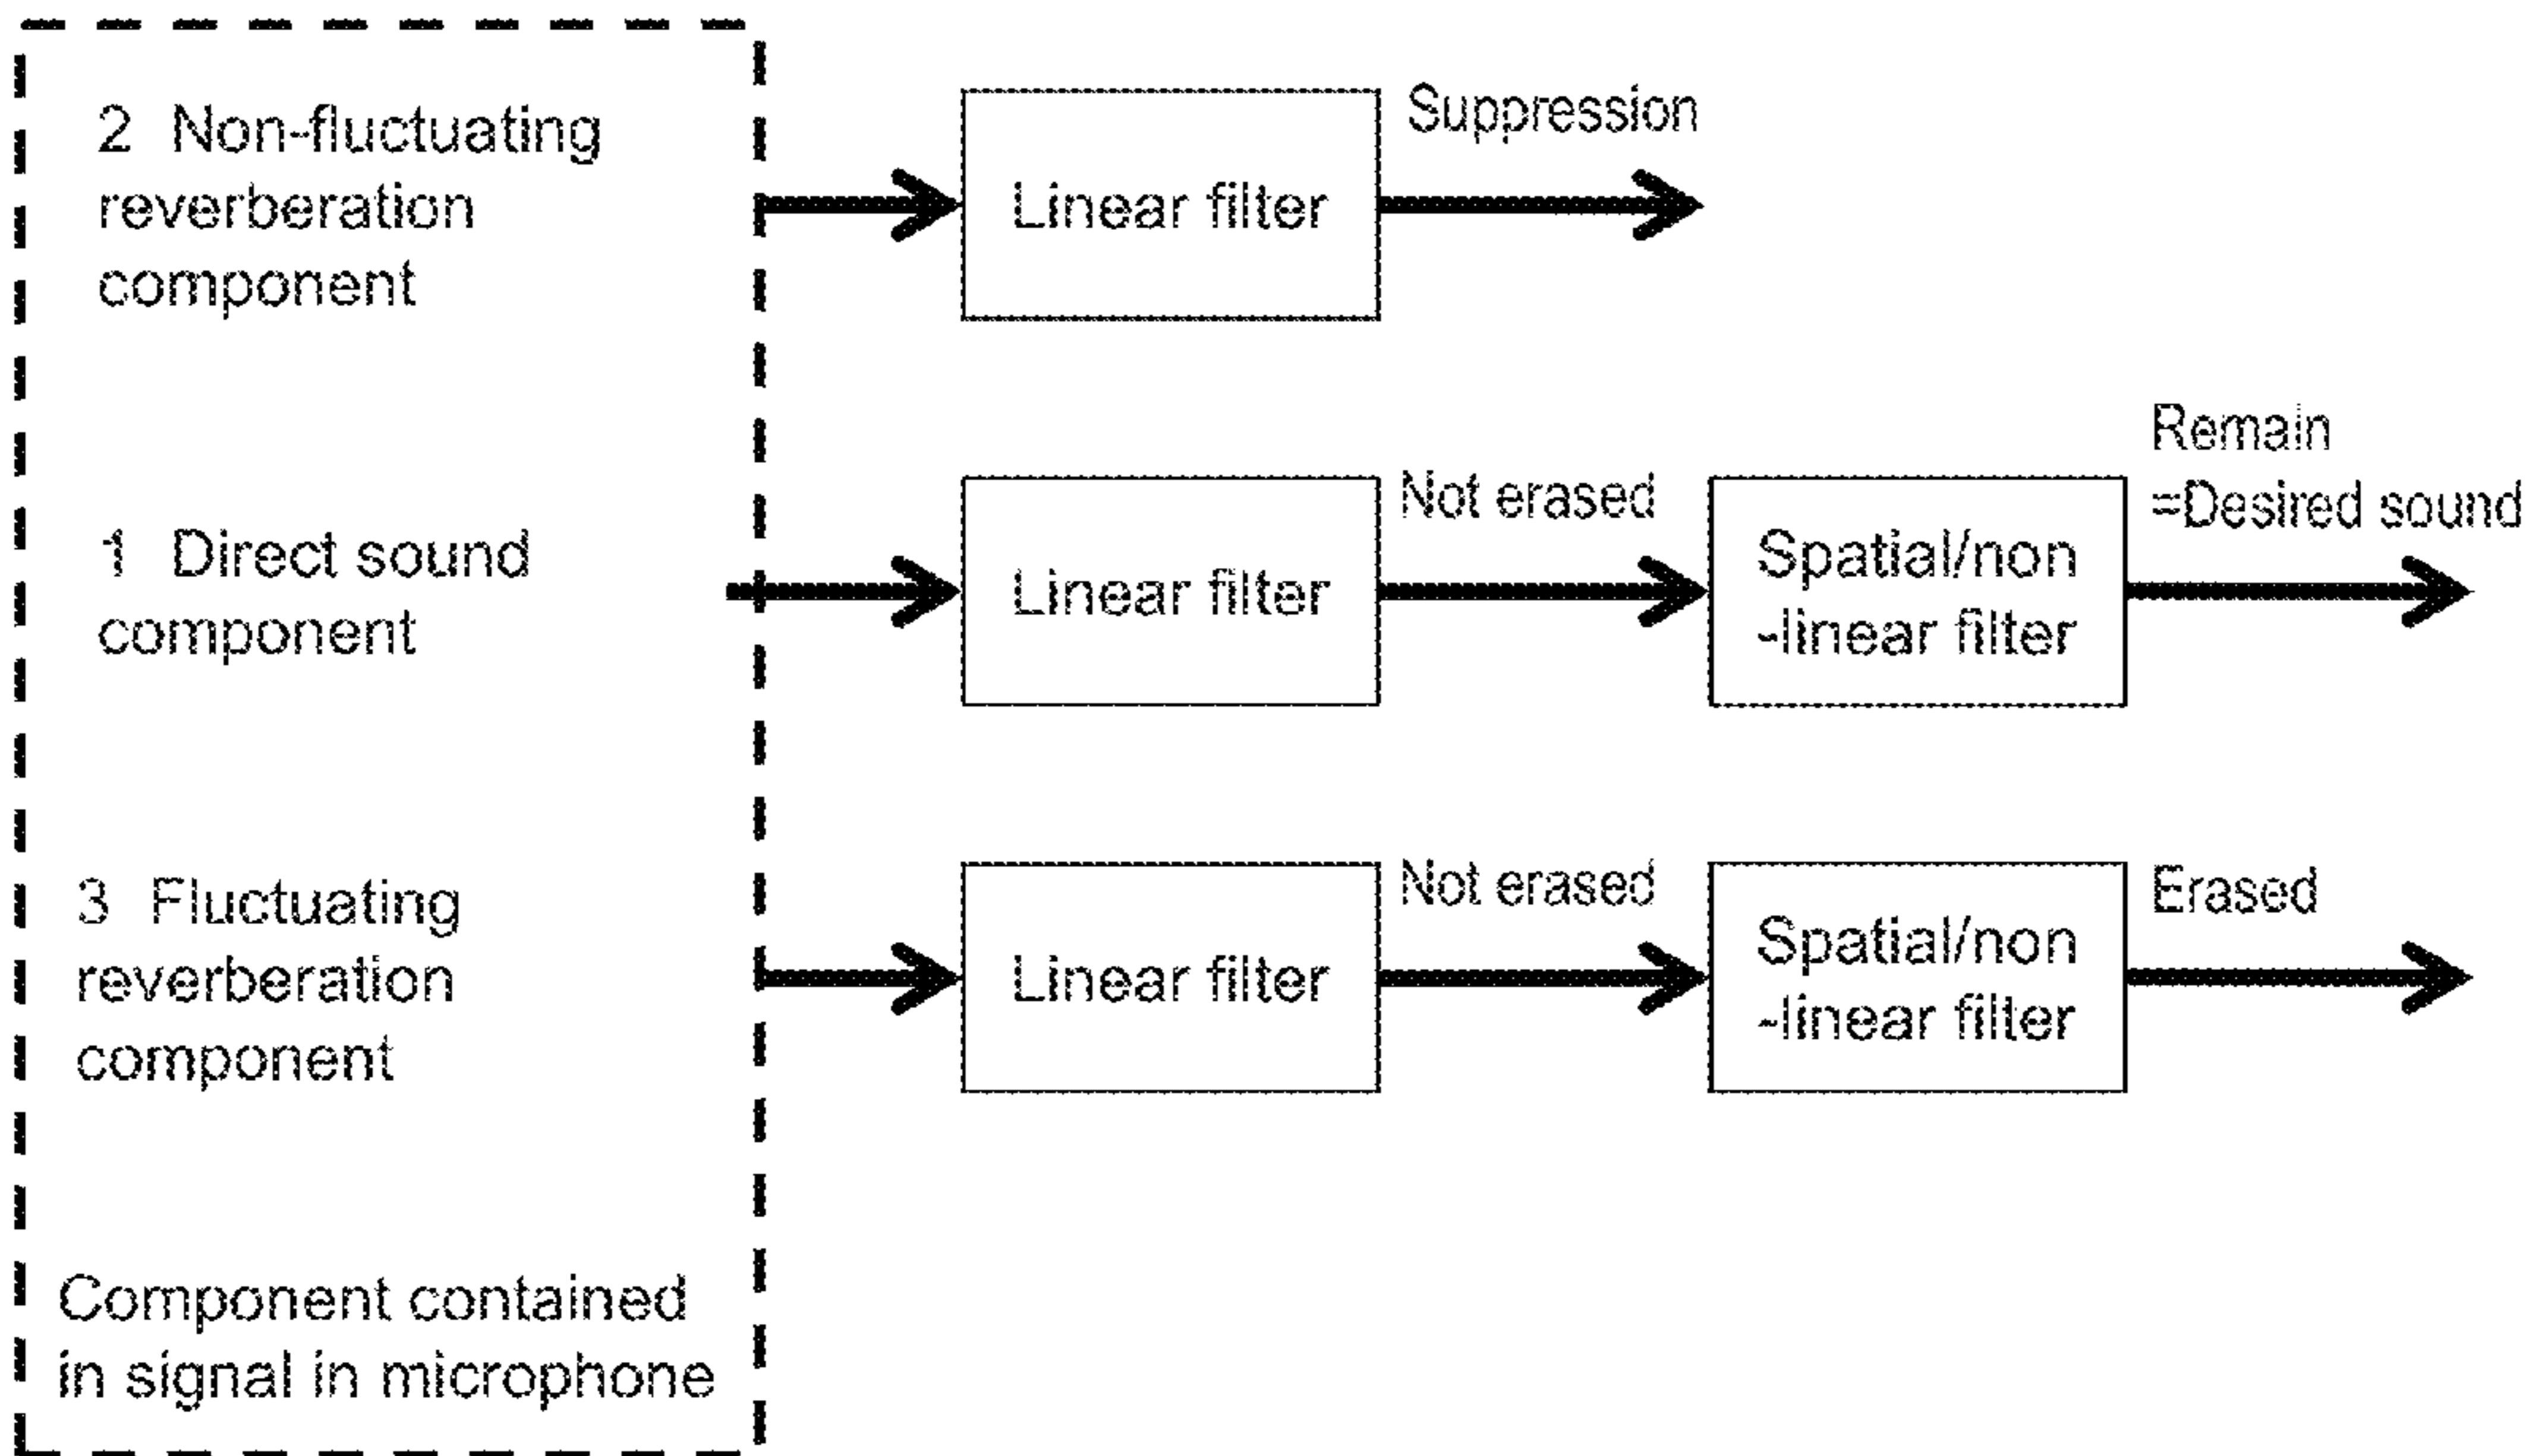 2 Non-fluctuating
reverberation
component
Linear filter
Suppression
1 Direct sound
component
Linear filter
Not erased
Spatial/non
-linear filter
Remain
=Desired sound
3 Fluctuating
reverberation
component
Linear filter
Not erased
Spatial/non
-linear filter
Erased
Component contained
in signal in microphone